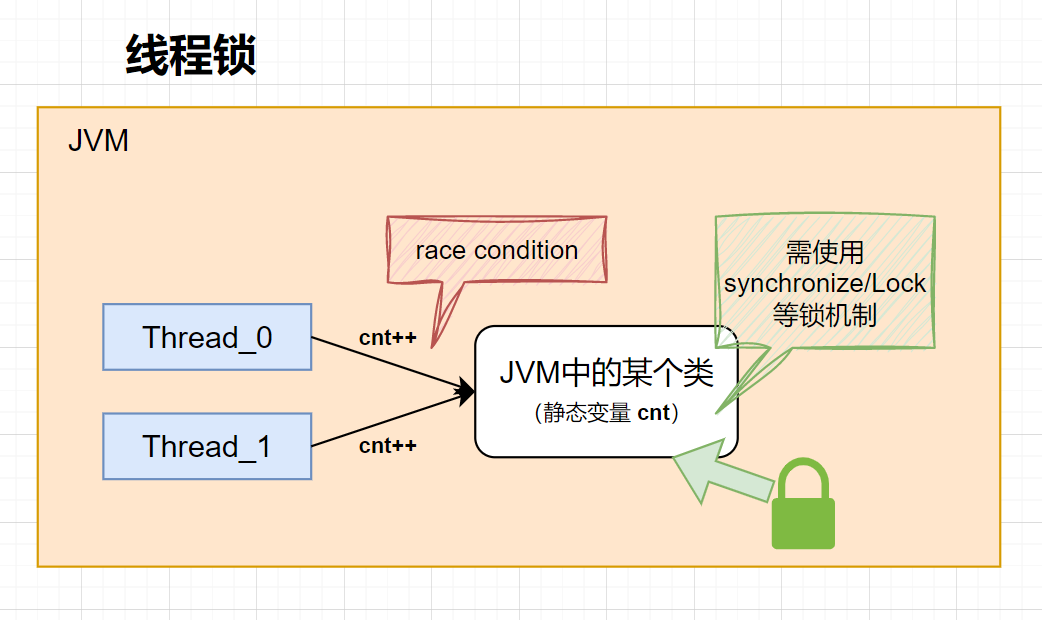 线程锁
JVM
race condition
需使用
synchronize/Lock
等锁机制
Thread_0
cnt++
JVM中的某个类
（静态变量 cnt）
Thread_1
cnt++